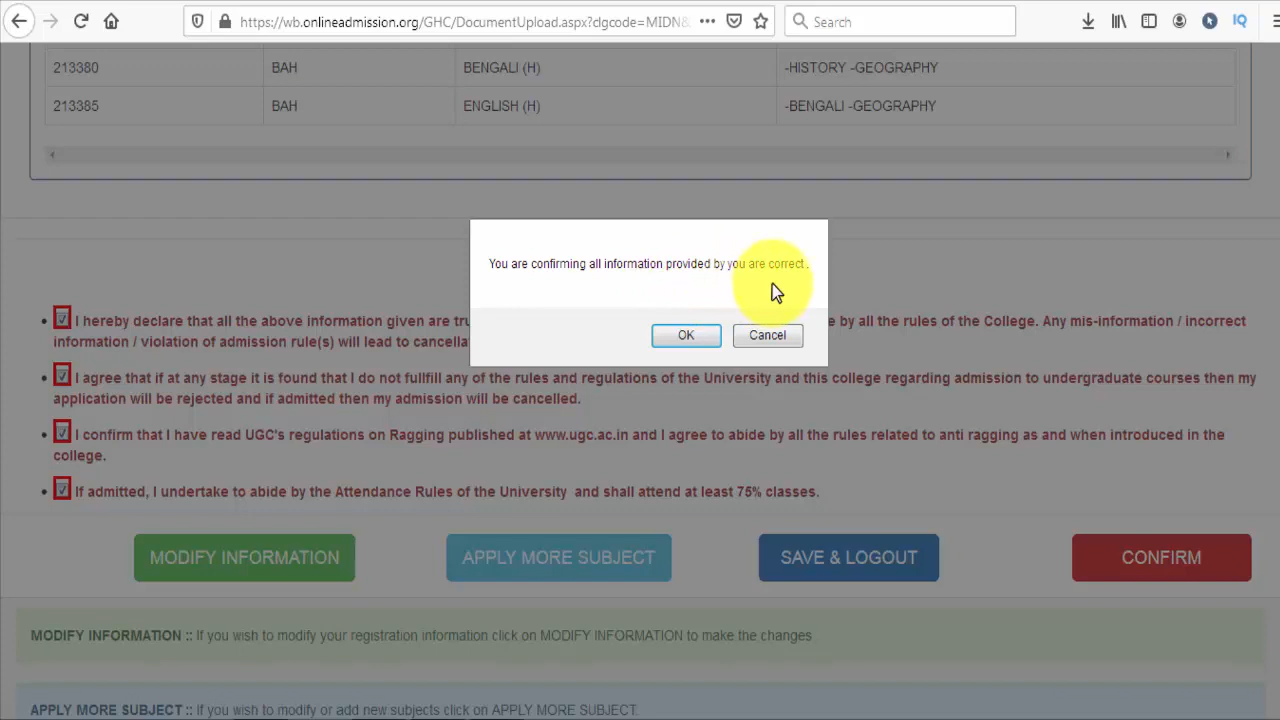 https://wb.onlineadmission.org/GHC/DocumentUpload.aspx?clgcode=MIDN&
Search
IQ
213380 BAH BENGALI (H) -HISTORY -GEOGRAPHY
213385 BAH ENGLISH (H) -BENGALI -GEOGRAPHY
You are confirming all information provided by you are correct .
OK Cancel
I hereby declare that all the above information given are tru e by all the rules of the College. Any mis-information / incorrect
information / violation of admission rule(s) will lead to cancella
I agree that if at any stage it is found that I do not fullfill any of the rules and regulations of the University and this college regarding admission to undergraduate courses then my
application will be rejected and if admitted then my admission will be cancelled.
I confirm that I have read UGC's regulations on Ragging published at www.ugc.ac.in and I agree to abide by all the rules related to anti ragging as and when introduced in the
college.
If admitted, I undertake to abide by the Attendance Rules of the University and shall attend at least 75% classes.
MODIFY INFORMATION APPLY MORE SUBJECT SAVE & LOGOUT CONFIRM
MODIFY INFORMATION :: If you wish to modify your registration information click on MODIFY INFORMATION to make the changes
APPLY MORE SUBJECT :: If you wish to modify or add new subjects click on APPLY MORE SUBJECT.